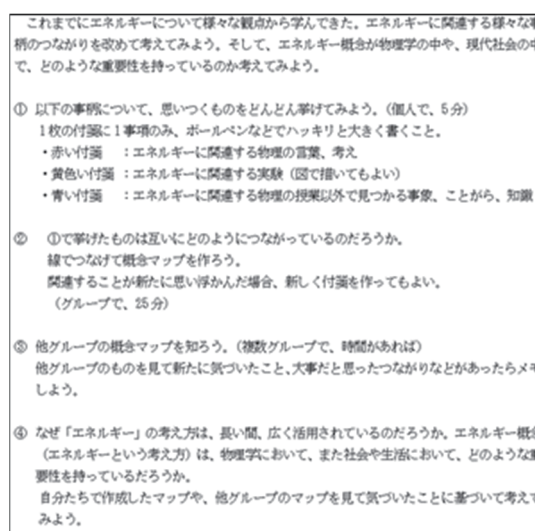 これまでにエネルギーについて様々な観点から学んできた。エネルギーに関連する様々な事
柄のつながりを改めて考えてみよう。そして、エネルギー概念が物理学の中や、現代社会の中
で、どのような重要性を持っているのか考えてみよう。
① 以下の事柄について、思いつくものをどんどん挙げてみよう。(個人で、5分)
1枚の付箋に1事項のみ、ボールペンなどでハッキリと大きく書くこと。
・赤い付箋 :エネルギーに関連する物理の言葉、考え
・黄色い付箋 :エネルギーに関連する実験(図で描いてもよい)
・青い付箋 :エネルギーに関連する物理の授業以外で見つかる事象、ことがら、知識
② ①で挙げたものは互いにどのようにつながっているのだろうか。
線でつなげて概念マップを作ろう。
関連することが新たに思い浮かんだ場合、新しく付箋を作ってもよい。
(グループで、25分)
③ 他グループの概念マップを知ろう。(複数グループで、時間があれば)
他グループのものを見て新たに気づいたこと、大事だと思ったつながりなどがあったらメモ
しよう。
④ なぜ「エネルギー」の考え方は、長い間、広く活用されているのだろうか。エネルギー概念
(エネルギーという考え方)は、物理学において、また社会や生活において、どのような重
要性を持っているだろうか。
自分たちで作成したマップや、他グループのマップを見て気づいたことに基づいて考えて
みよう。